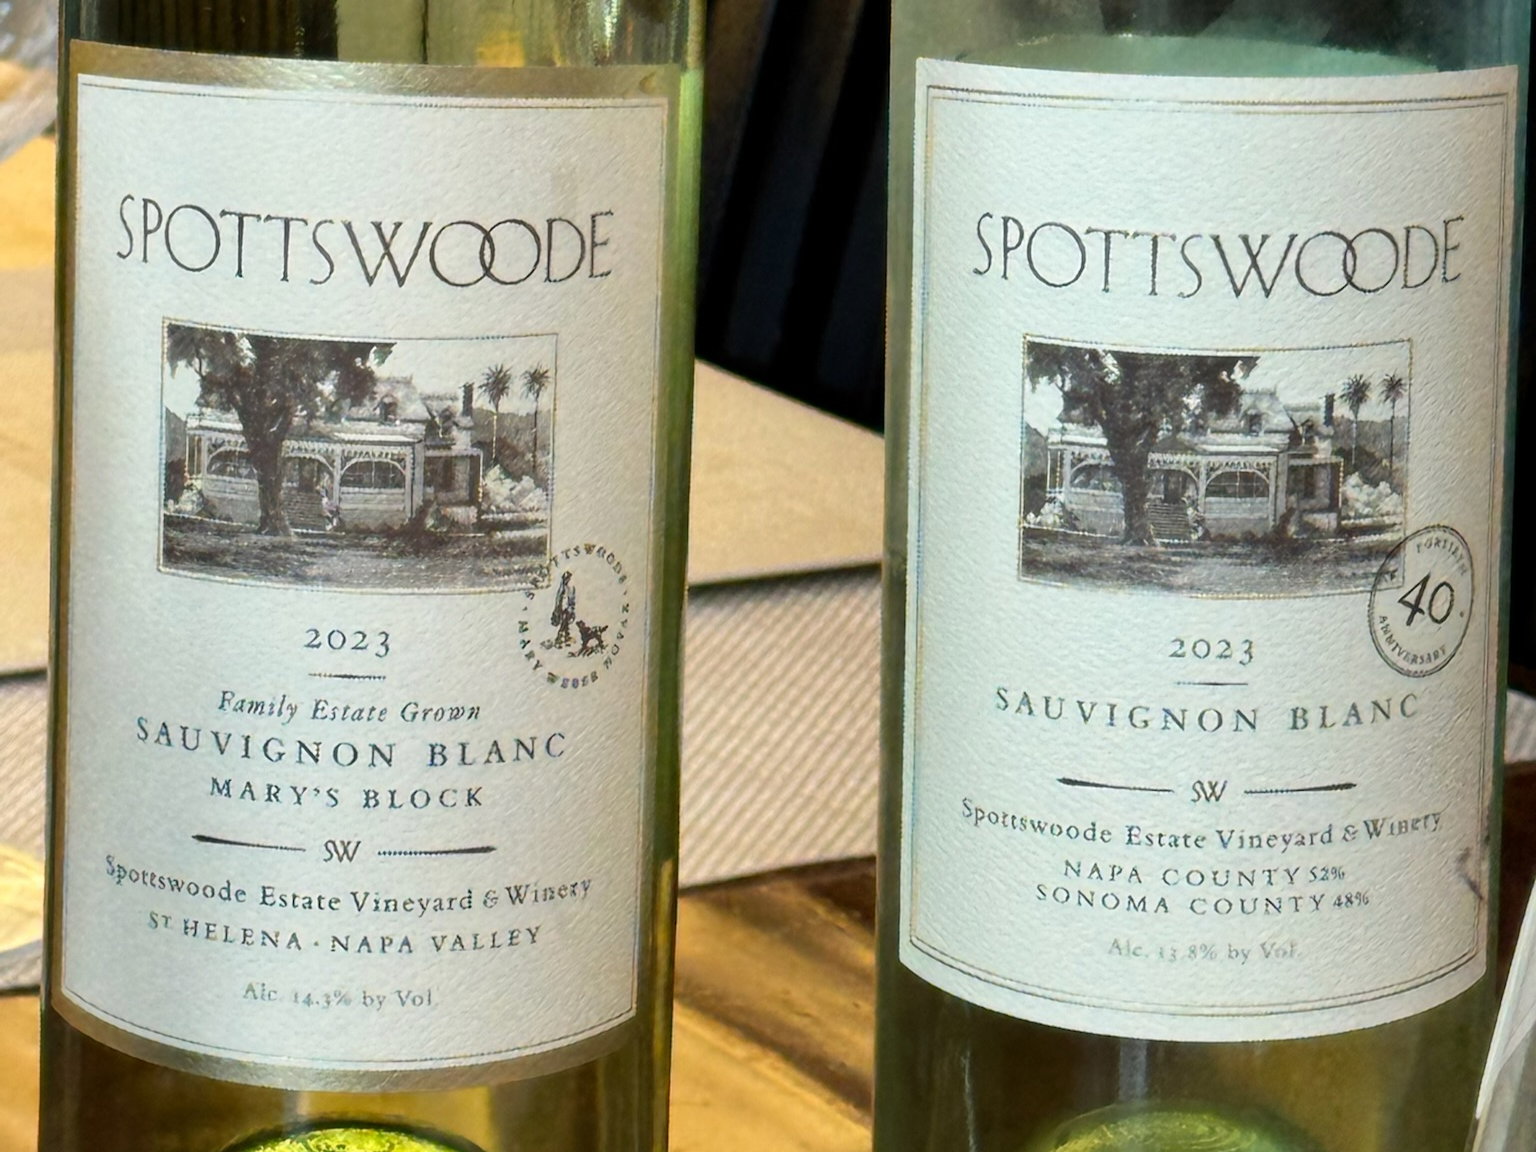 SPOTTSWOODE
2023
Family Estate Grown
SAUVIGNON BLANC
MARY'S BLOCK
SW
Spottswoode Estate Vineyard & Winery
ST. HELENA · NAPA VALLEY
Alc. 14.3% by Vol.
SPOTTSWOODE
FORTIETH
40
ANNIVERSARY
2023
SAUVIGNON BLANC
SW
Spottswoode Estate Vineyard & Winery
NAPA COUNTY 52%
SONOMA COUNTY 48%
Alc. 13.8% by Vol.